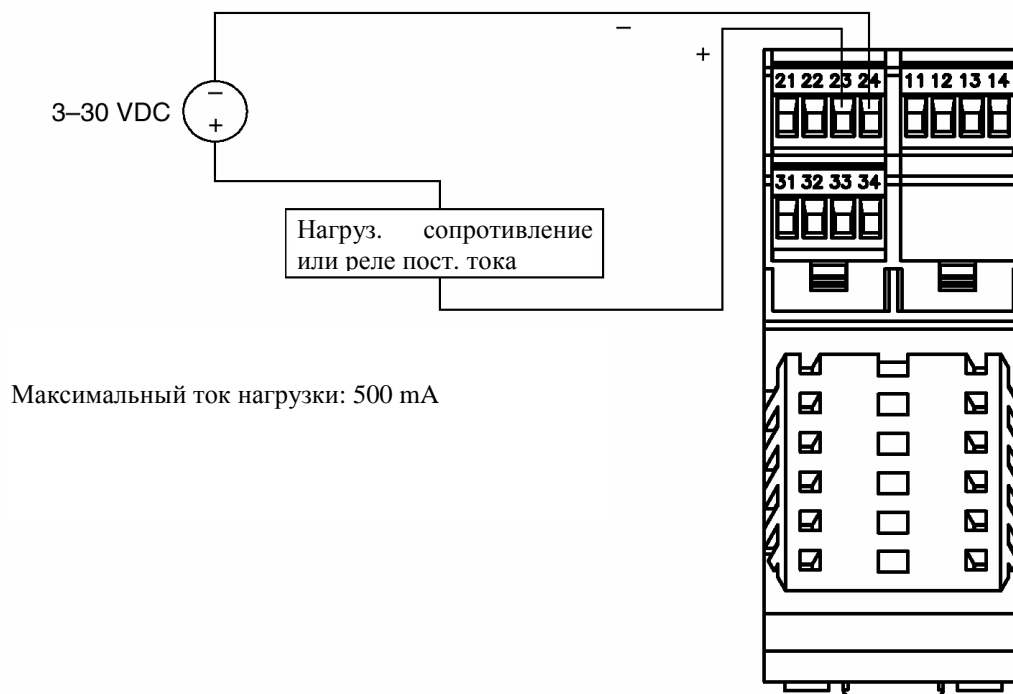 −
+
21 22 23 24 11 12 13 14
3–30 VDC
−
+
31 32 33 34
Нагруз. сопротивление
или реле пост. тока
Максимальный ток нагрузки: 500 mA